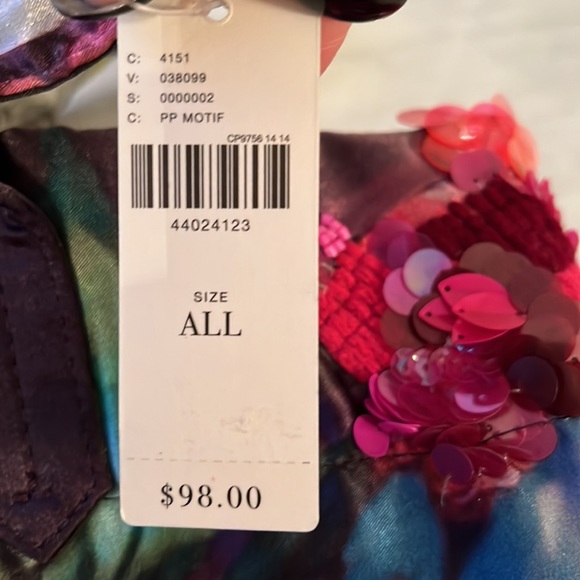 C: 4151
V: 038099
S: 0000002
C: PP MOTIF
CP9756 14 14
44024123
SIZE
ALL
$98.00